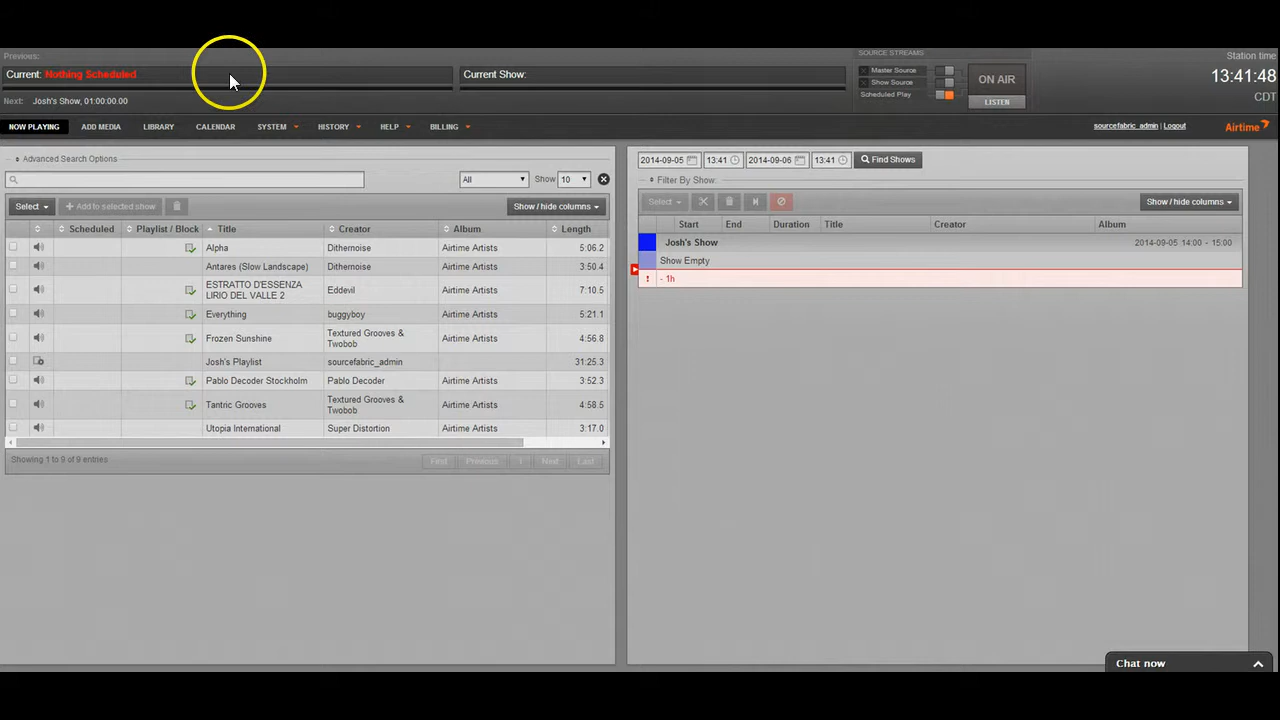 Previous:
Current: Nothing Scheduled
Next: Josh's Show, 01:00:00.00
Current Show:
SOURCE STREAMS
Master Source
Show Source
Scheduled Play
ON AIR
LISTEN
Station time
13:41:48
CDT
NOW PLAYING ADD MEDIA LIBRARY CALENDAR SYSTEM HISTORY HELP BILLING
sourcefabric_admin | Logout
Airtime
Advanced Search Options
All Show 10
Select + Add to selected show Show / hide columns
Scheduled Playlist / Block Title Creator Album Length
Alpha Dithernoise Airtime Artists 5:06.2
Antares (Slow Landscape) Dithernoise Airtime Artists 3:50.4
ESTRATTO D'ESSENZA
LIRIO DEL VALLE 2 Eddevil Airtime Artists 7:10.5
Everything buggyboy Airtime Artists 5:21.1
Frozen Sunshine Textured Grooves &
Twobob Airtime Artists 4:56.8
Josh's Playlist sourcefabric_admin 31:25.3
Pablo Decoder Stockholm Pablo Decoder Airtime Artists 3:52.3
Tantric Grooves Textured Grooves &
Twobob Airtime Artists 4:58.5
Utopia International Super Distortion Airtime Artists 3:17.0
Showing 1 to 9 of 9 entries
First Previous 1 Next Last
2014-09-05 13:41 2014-09-06 13:41 Find Shows
Filter By Show:
Select Show / hide columns
Start End Duration Title Creator Album
Josh's Show 2014-09-05 14:00 - 15:00
Show Empty
! - 1h
Chat now